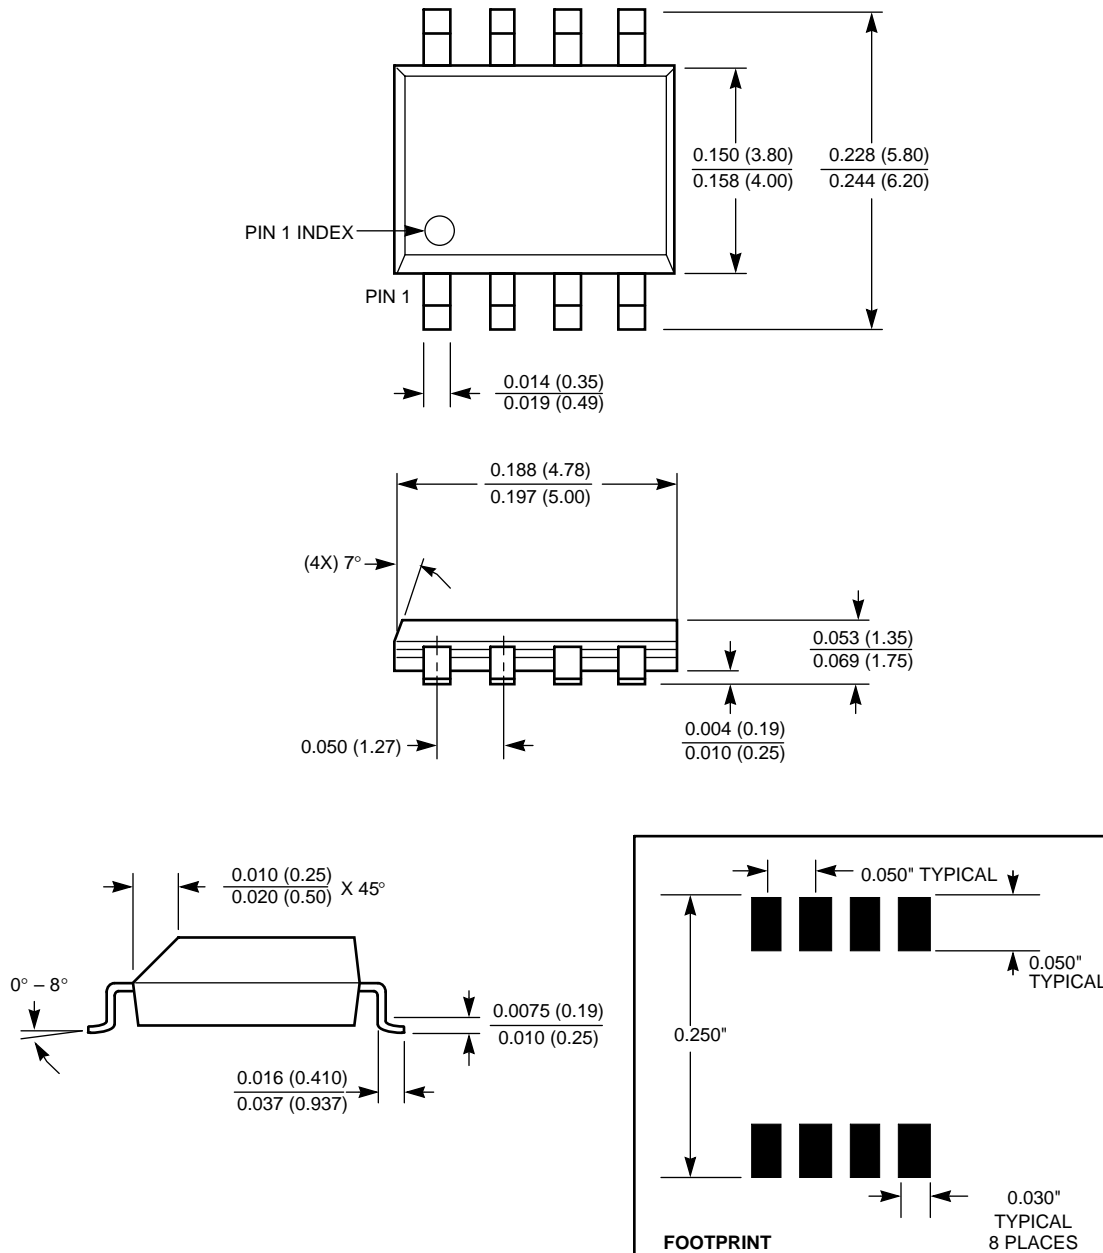 0.150 (3.80)
0.158 (4.00)
0.228 (5.80)
0.244 (6.20)
PIN 1 INDEX
PIN 1
0.014 (0.35)
0.019 (0.49)
0.188 (4.78)
0.197 (5.00)
(4X) 7°
0.053 (1.35)
0.069 (1.75)
0.004 (0.19)
0.010 (0.25)
0.050 (1.27)
0.010 (0.25)
0.020 (0.50)
X 45°
0° – 8°
0.0075 (0.19)
0.010 (0.25)
0.016 (0.410)
0.037 (0.937)
0.050" TYPICAL
0.050"
TYPICAL
0.250"
0.030"
TYPICAL
8 PLACES
FOOTPRINT